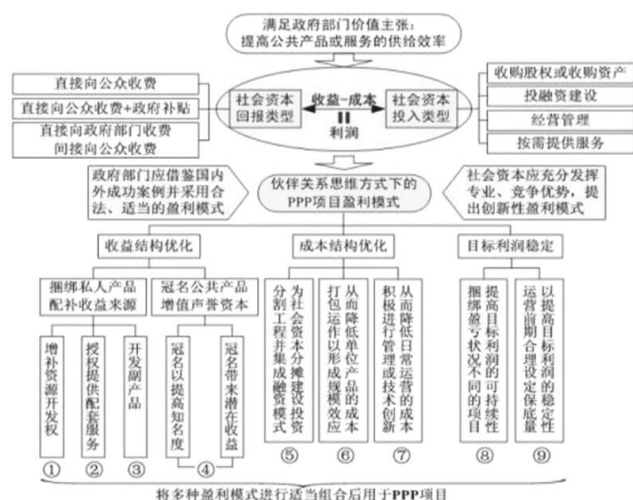 满足政府部门价值主张：
提高公共产品或服务的供给效率
直接向公众收费
直接向公众收费+政府补贴
直接向政府部门收费
间接向公众收费
社会资本
回报类型
收益-成本
利润
社会资本
投入类型
收购股权或收购资产
投融资建设
经营管理
按需提供服务
政府部门应借鉴国内
外成功案例并采用合
法、适当的盈利模式
伙伴关系思维方式下的
PPP项目盈利模式
社会资本应充分发挥
专业、竞争优势，提
出创新性盈利模式
收益结构优化
成本结构优化
目标利润稳定
捆绑私人产品
配补收益来源
冠名公共产品
增值声誉资本
增补资源开发权
授权提供配套服务
开发副产品
冠名以提高知名度
冠名带来潜在收益
为社会资本分摊建设投资
分割工程并集成融资模式
从而降低单位产品的成本
打包运作以形成规模效应
从而降低日常运营的成本
积极进行管理或技术创新
提高目标利润的可持续性
捆绑盈亏状况不同的项目
以提高目标利润的稳定性
运营前期合理设定保底量
① ② ③ ④ ⑤ ⑥ ⑦ ⑧ ⑨
将多种盈利模式进行适当组合后用于PPP项目